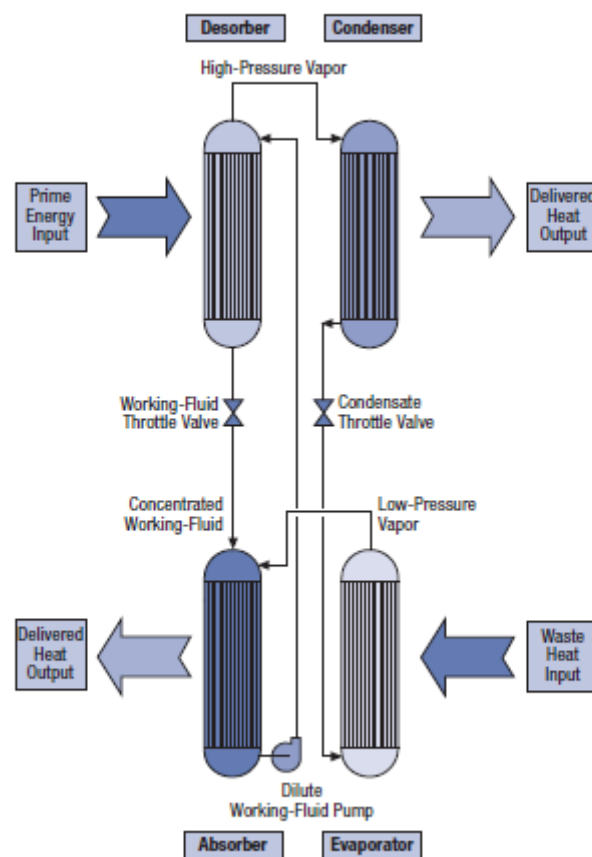 Desorber
Condenser
High-Pressure Vapor
Prime
Energy
Input
Delivered
Heat
Output
Working-Fluid
Throttle Valve
Condensate
Throttle Valve
Concentrated
Working-Fluid
Low-Pressure
Vapor
Delivered
Heat
Output
Waste
Heat
Input
Dilute
Working-Fluid Pump
Absorber
Evaporator